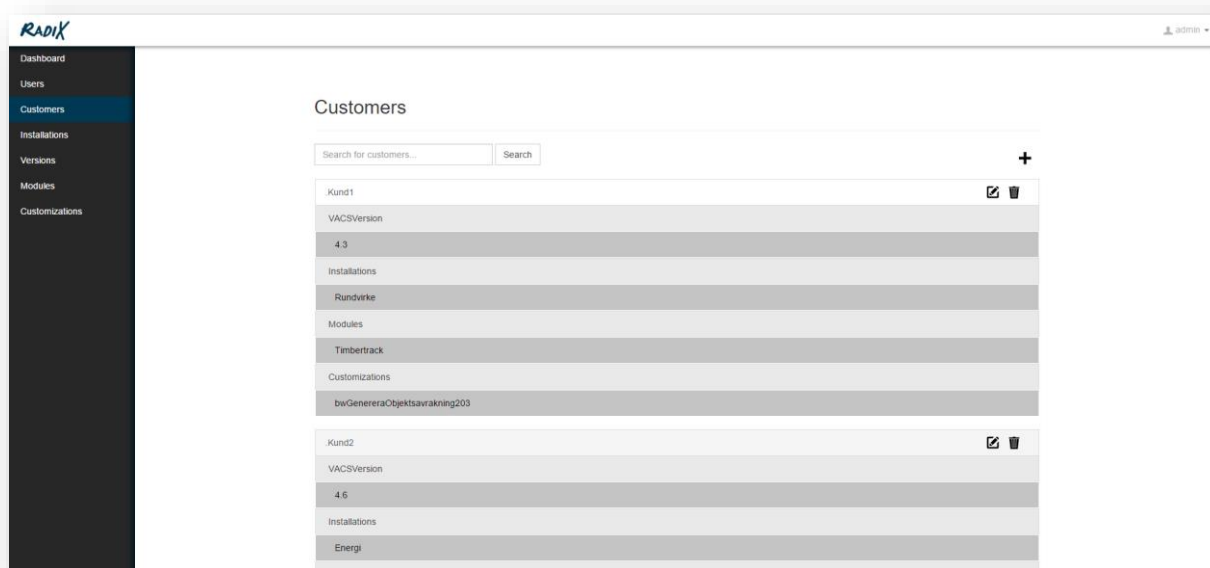 RADIX
admin
Dashboard
Users
Customers
Installations
Versions
Modules
Customizations
Customers
Search for customers...
Search
.Kund1
VACSVersion
4.3
Installations
Rundvirke
Modules
Timbertrack
Customizations
bwGenereraObjektsavrakning203
.Kund2
VACSVersion
4.6
Installations
Energi